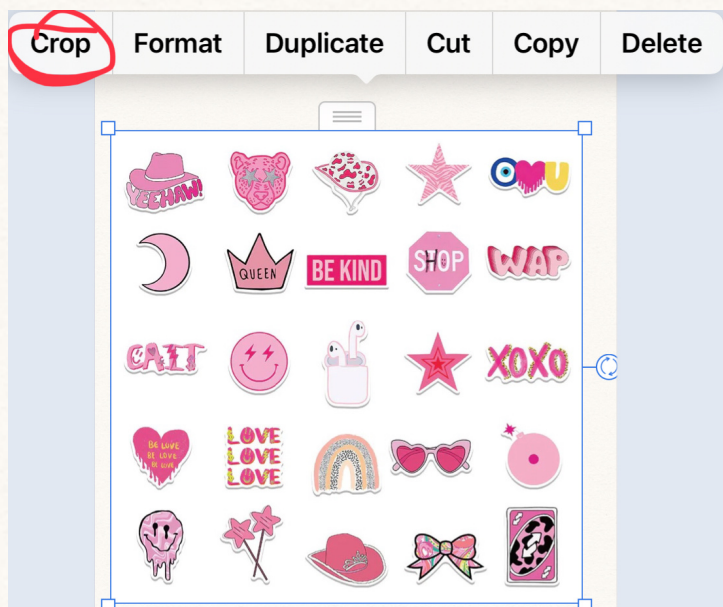 Crop Format Duplicate Cut Copy Delete
YEEHAW!
U
QUEEN
BE KIND
SHOP
WAP
CAIT
XOXO
BE LOVE
BE LOVE
BE LOVE
LOVE
LOVE
LOVE